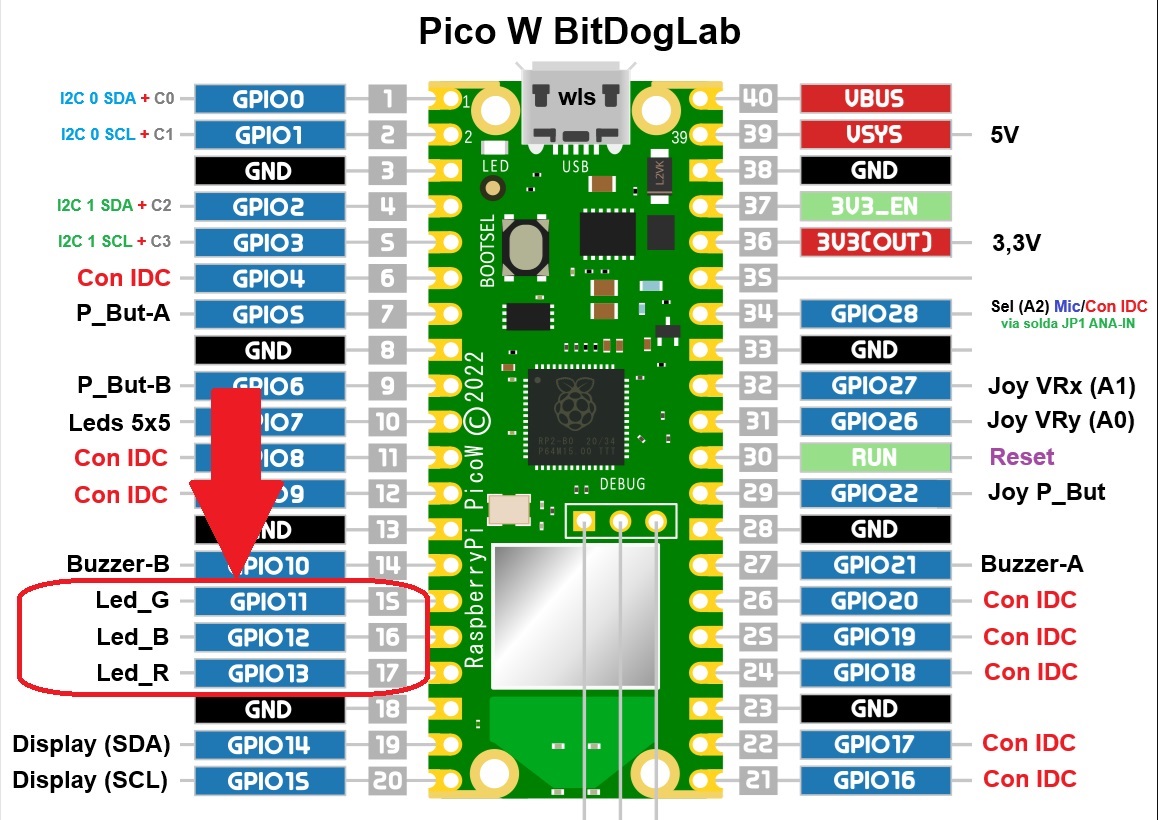 Pico W BitDogLab
wls
I2C 0 SDA + C0 GPIO0 1 1 40 VBUS
I2C 0 SCL + C1 GPIO1 2 2 39 39 VSYS 5V
GND 3 LED USB 38 GND
L2VK
I2C 1 SDA + C2 GPIO2 4 37 3V3_EN
I2C 1 SCL + C3 GPIO3 5 BOOTSEL 36 3V3(OUT) 3,3V
Con IDC GPIO4 6 35
P_But-A GPIO5 7 34 GPIO28 Sel (A2) Mic/Con IDC
via solda JP1 ANA-IN
GND 8 33 GND
P_But-B GPIO6 9 32 GPIO27 Joy VRx (A1)
Leds 5x5 PIO7 10 31 GPIO26 Joy VRy (A0)
RP2-B0 20/34
P64M15.00 TTT
Con IDC IO8 11 30 RUN Reset
Con IDC O9 12 DEBUG 29 GPIO22 Joy P_But
GND 13 28 GND
Buzzer-B GPIO10 14 27 GPIO21 Buzzer-A
Led_G GPIO11 15 26 GPIO20 Con IDC
Led_B GPIO12 16 25 GPIO19 Con IDC
Led_R GPIO13 17 24 GPIO18 Con IDC
GND 18 23 GND
Display (SDA) GPIO14 19 22 GPIO17 Con IDC
Display (SCL) GPIO15 20 21 GPIO16 Con IDC
RaspberryPi PicoW © 2022